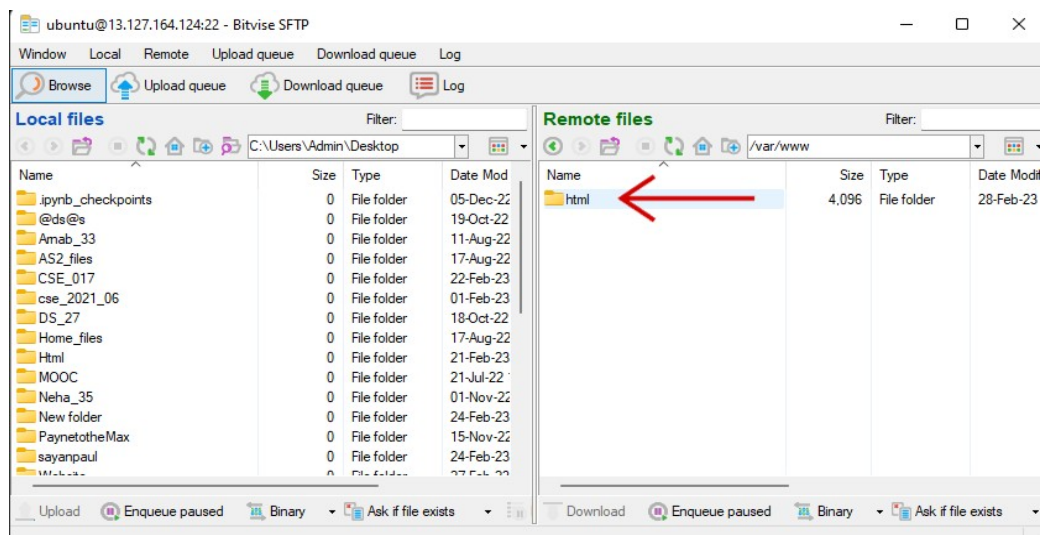 ubuntu@13.127.164.124:22 - Bitvise SFTP
Window Local Remote Upload queue Download queue Log
Browse Upload queue Download queue Log
Local files Filter:
C:\Users\Admin\Desktop
Name Size Type Date Mod
.ipynb_checkpoints 0 File folder 05-Dec-22
@ds@s 0 File folder 19-Oct-22
Arnab_33 0 File folder 11-Aug-22
AS2_files 0 File folder 17-Aug-22
CSE_017 0 File folder 22-Feb-23
cse_2021_06 0 File folder 01-Feb-23
DS_27 0 File folder 18-Oct-22
Home_files 0 File folder 17-Aug-22
Html 0 File folder 21-Feb-23
MOOC 0 File folder 21-Jul-22
Neha_35 0 File folder 01-Nov-22
New folder 0 File folder 24-Feb-23
PaynetotheMax 0 File folder 15-Nov-22
sayanpaul 0 File folder 24-Feb-23
Upload Enqueue paused Binary Ask if file exists
Remote files Filter:
/var/www
Name Size Type Date Modif
html 4,096 File folder 28-Feb-23
Download Enqueue paused Binary Ask if file exists